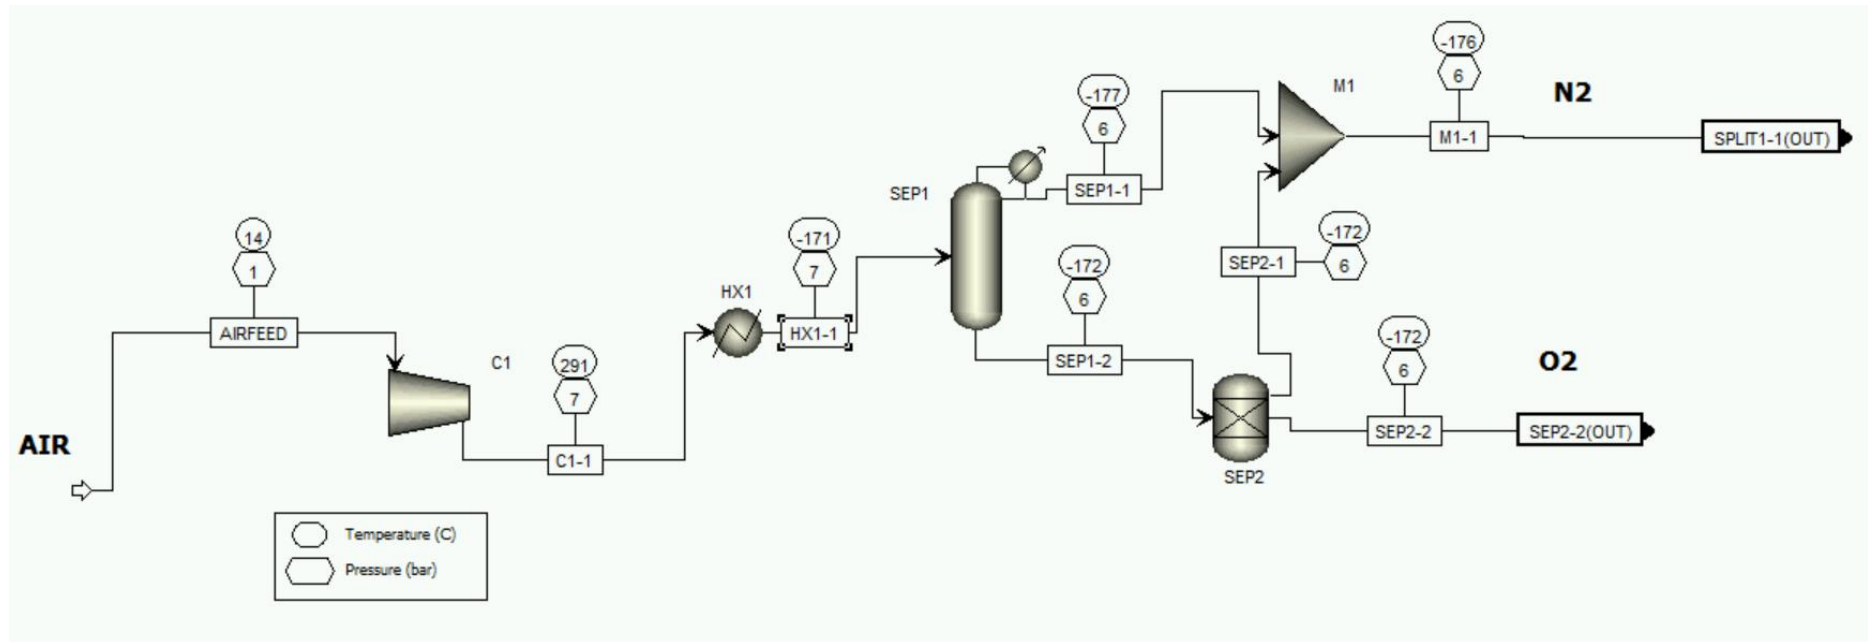 AIR
14
1
AIRFEED
C1
291
7
C1-1
HX1
-171
7
HX1-1
SEP1
-177
6
SEP1-1
-172
6
SEP1-2
M1
-176
6
M1-1
N2
SPLIT1-1(OUT)
SEP2-1
-172
6
SEP2
-172
6
SEP2-2
O2
SEP2-2(OUT)
Temperature (C)
Pressure (bar)